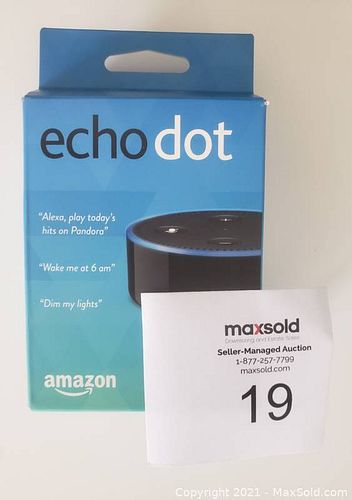 echo dot
"Alexa, play today's
hits on Pandora"
"Wake me at 6 am"
"Dim my lights"
amazon
maxsold
Downsizing and Estate Sales
Seller-Managed Auction
1-877-257-7799
maxsold.com
19
Copyright 2021 - MaxSold